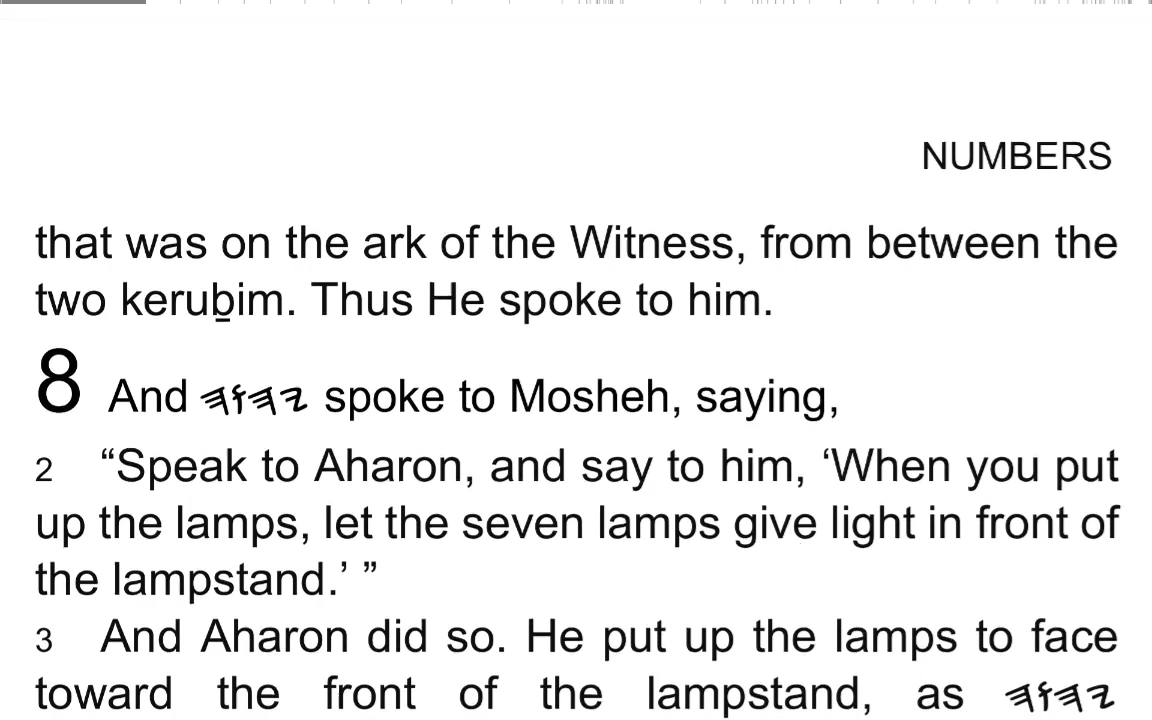 NUMBERS
that was on the ark of the Witness, from between the
two keruḇim. Thus He spoke to him.
8 And 𐤉𐤄𐤅𐤄 spoke to Mosheh, saying,
2 “Speak to Aharon, and say to him, ‘When you put
up the lamps, let the seven lamps give light in front of
the lampstand.’ ”
3 And Aharon did so. He put up the lamps to face
toward the front of the lampstand, as 𐤉𐤄𐤅𐤄